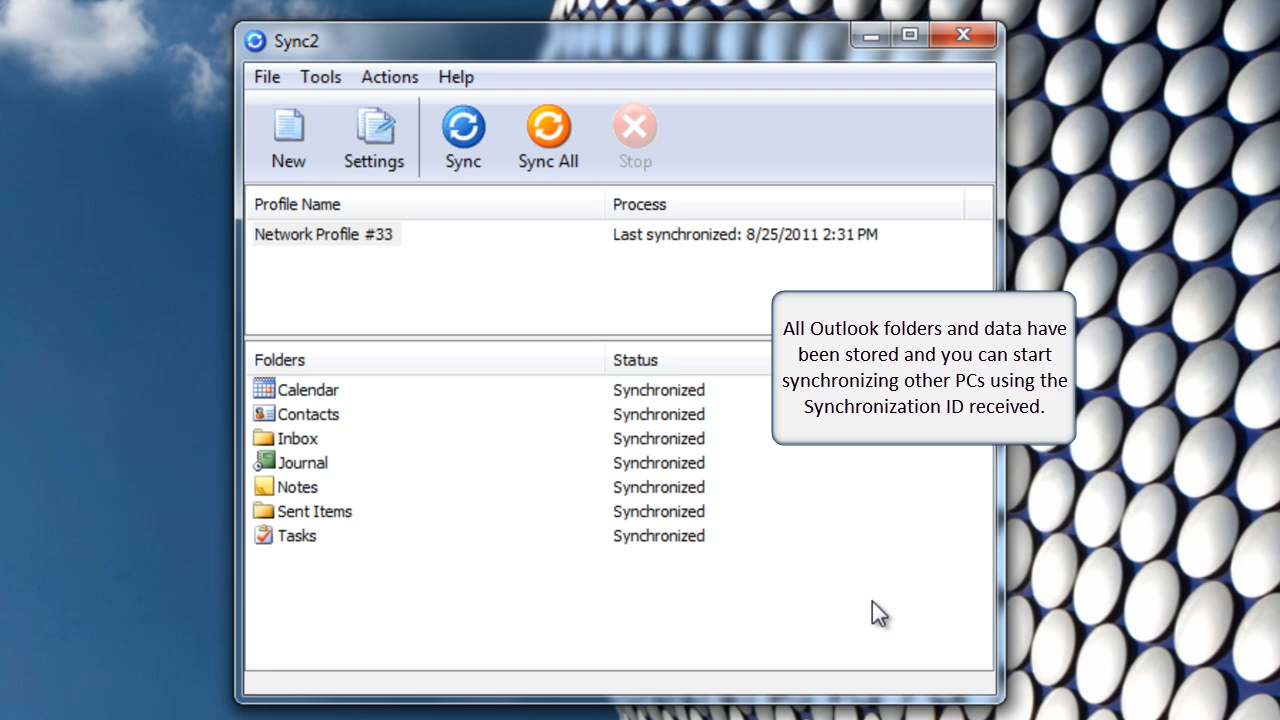 Sync2
File Tools Actions Help
New Settings Sync Sync All Stop
Profile Name Process
Network Profile #33 Last synchronized: 8/25/2011 2:31 PM
Folders Status
Calendar Synchronized
Contacts Synchronized
Inbox Synchronized
Journal Synchronized
Notes Synchronized
Sent Items Synchronized
Tasks Synchronized
All Outlook folders and data have
been stored and you can start
synchronizing other PCs using the
Synchronization ID received.